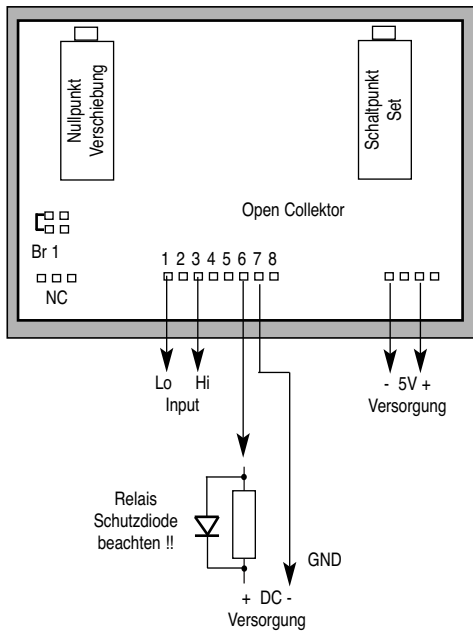 Nullpunkt
Verschiebung
Schaltpunkt
Set
Open Collektor
Br 1
1 2 3 4 5 6 7 8
NC
Lo Hi
Input
- 5V +
Versorgung
Relais
Schutzdiode
beachten !!
GND
+ DC -
Versorgung